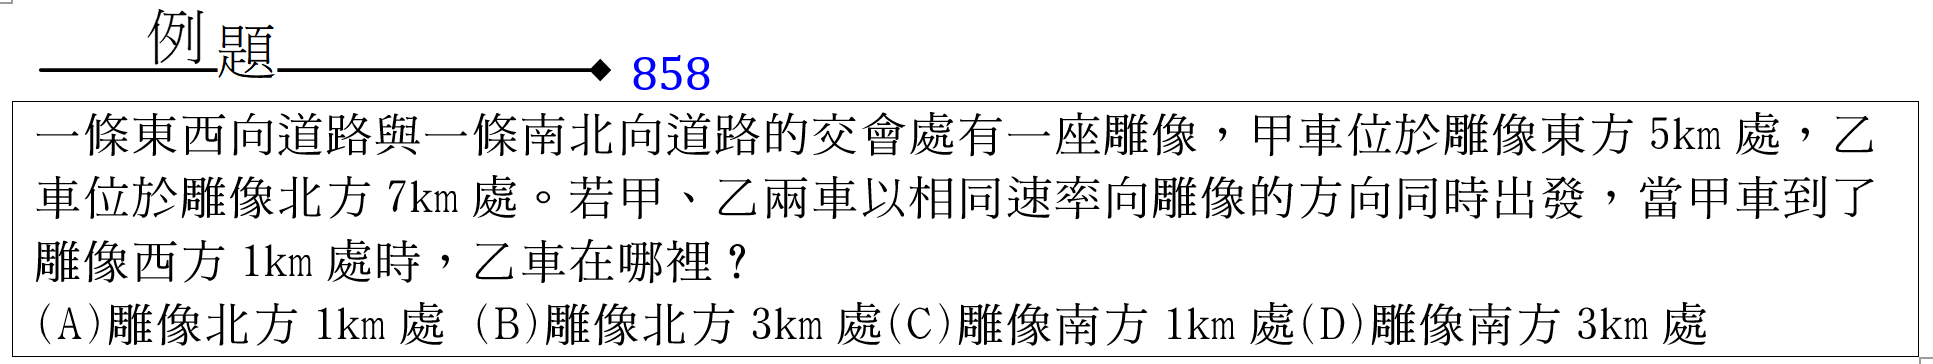 例題
858
一條東西向道路與一條南北向道路的交會處有一座雕像，甲車位於雕像東方 5km 處，乙
車位於雕像北方 7km 處。若甲、乙兩車以相同速率向雕像的方向同時出發，當甲車到了
雕像西方 1km 處時，乙車在哪裡？
(A)雕像北方 1km 處 (B)雕像北方 3km 處(C)雕像南方 1km 處(D)雕像南方 3km 處